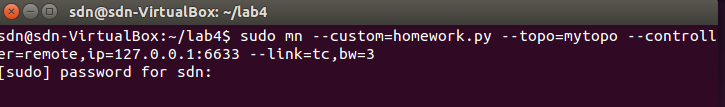 sdn@sdn-VirtualBox: ~/lab4
sdn@sdn-VirtualBox:~/lab4$ sudo mn --custom=homework.py --topo=mytopo --controll
er=remote,ip=127.0.0.1:6633 --link=tc,bw=3
[sudo] password for sdn: